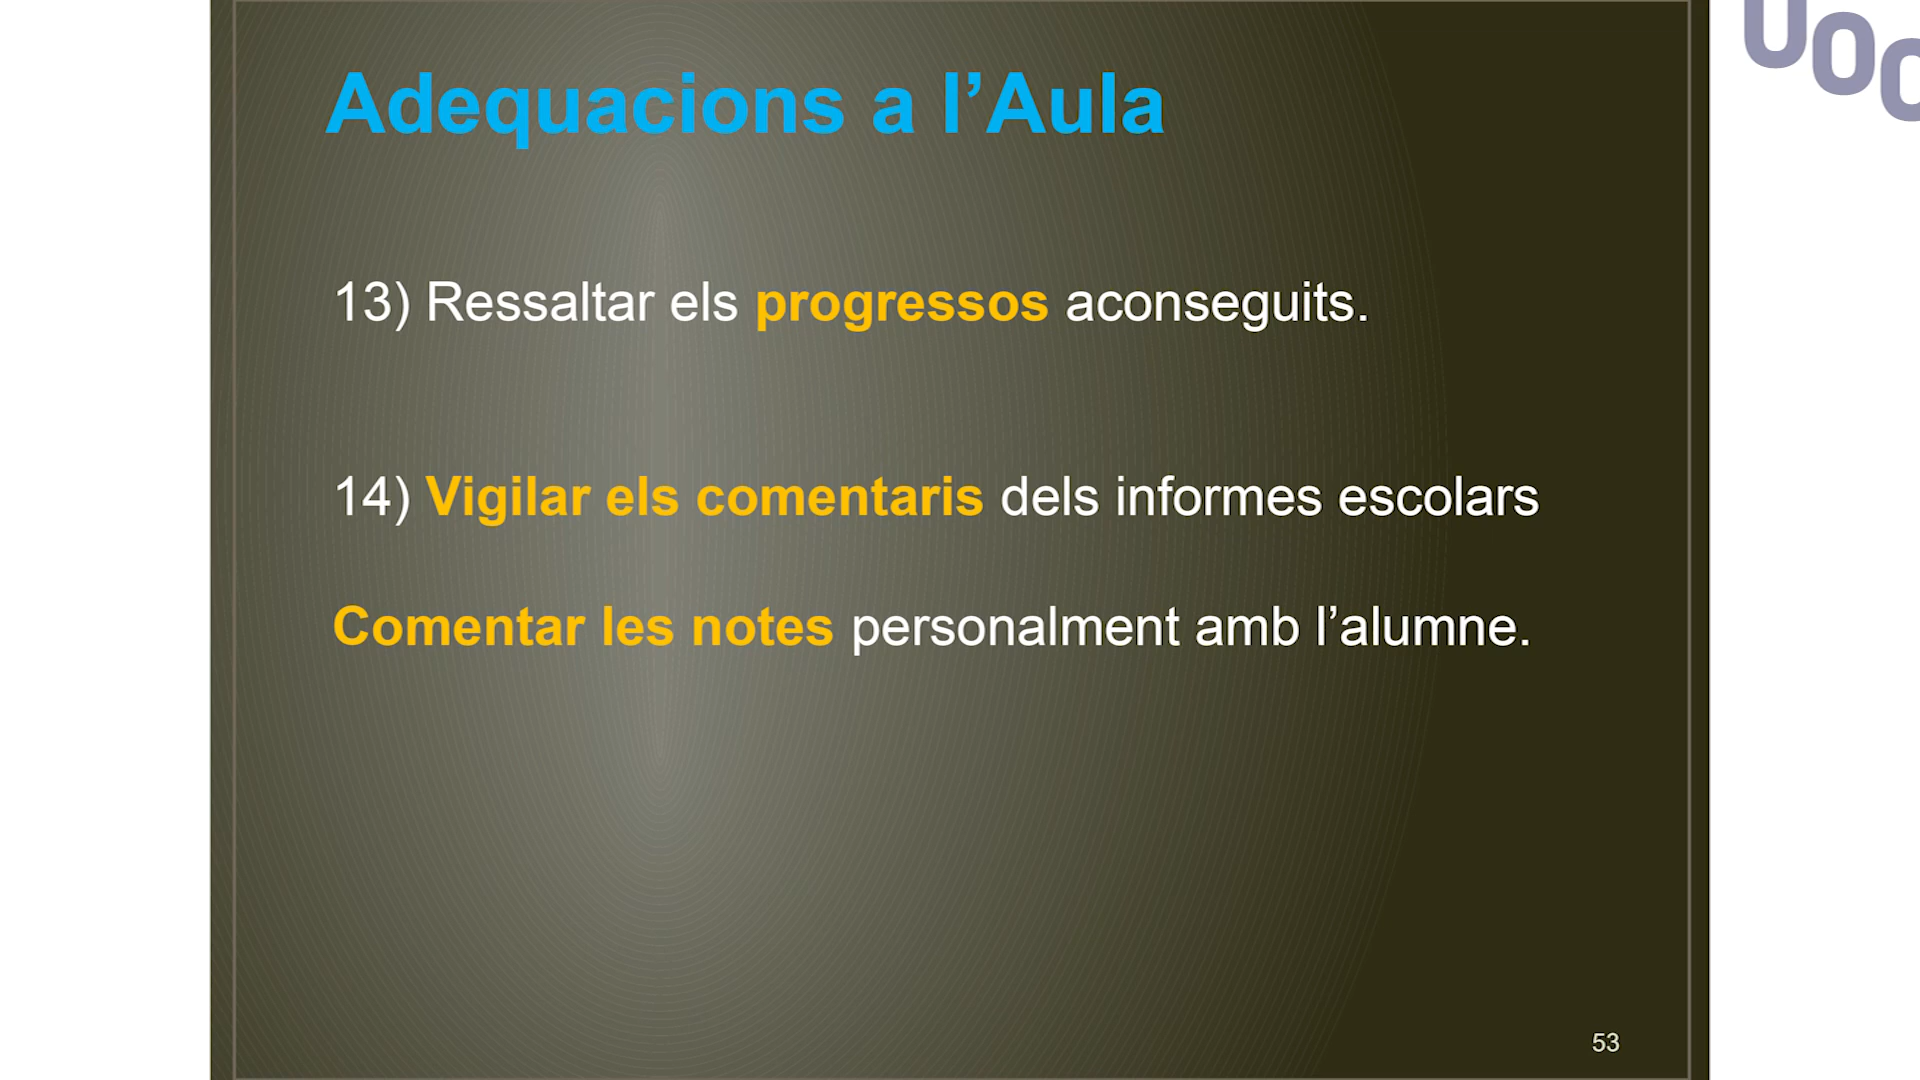 UOC
Adequacions a l’Aula
13) Ressaltar els progressos aconseguits.
14) Vigilar els comentaris dels informes escolars
Comentar les notes personalment amb l’alumne.
53